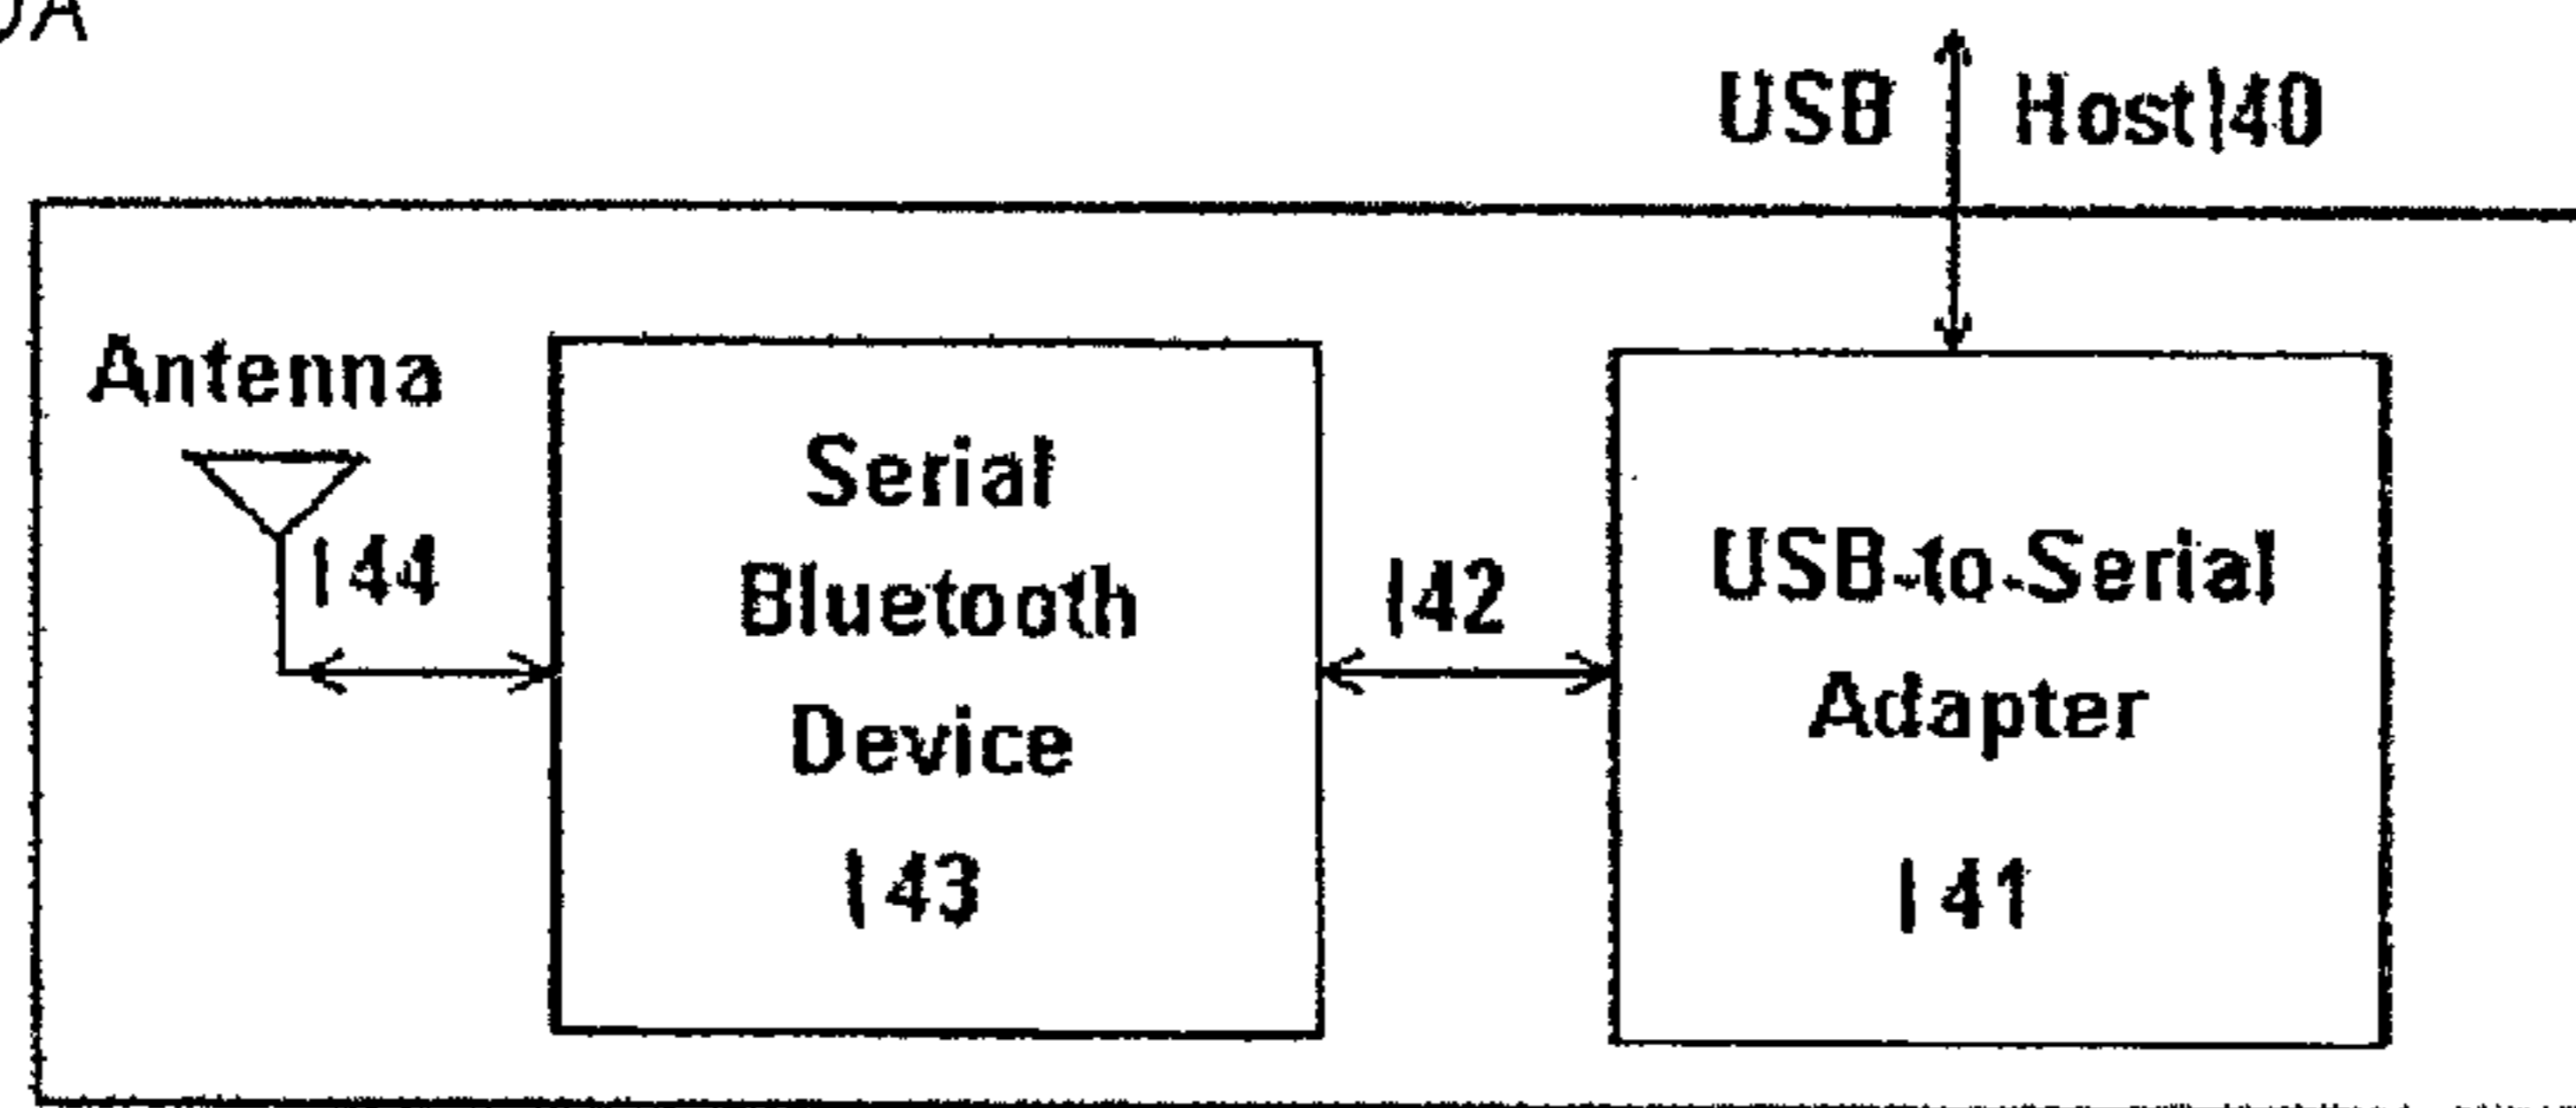 USB Host 140
Antenna
144
Serial
Bluetooth
Device
143
142
USB-to-Serial
Adapter
141